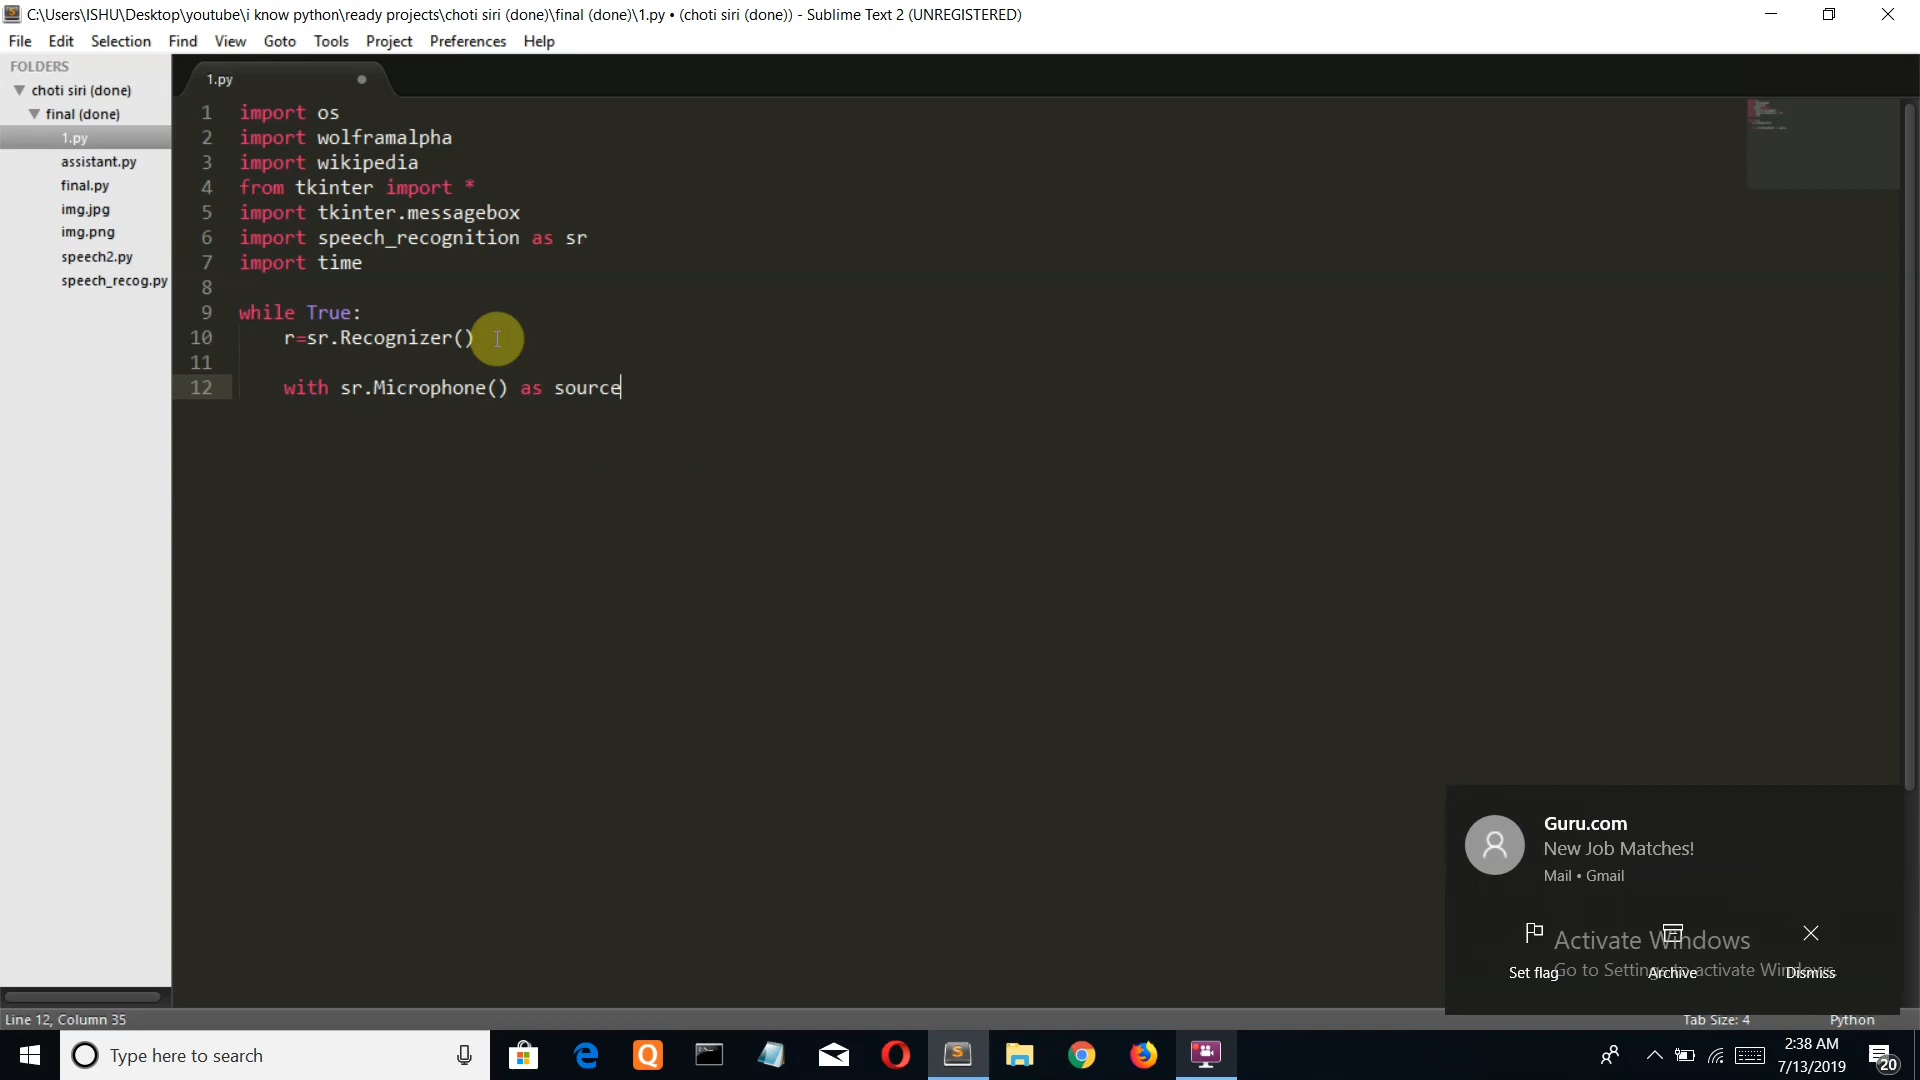 C:\Users\ISHU\Desktop\youtube\i know python\ready projects\choti siri (done)\final (done)\1.py • (choti siri (done)) - Sublime Text 2 (UNREGISTERED)
File Edit Selection Find View Goto Tools Project Preferences Help
FOLDERS
choti siri (done)
final (done)
1.py
assistant.py
final.py
img.jpg
img.png
speech2.py
speech_recog.py
1.py
1 import os
2 import wolframalpha
3 import wikipedia
4 from tkinter import *
5 import tkinter.messagebox
6 import speech_recognition as sr
7 import time
8
9 while True:
10 r=sr.Recognizer()
11
12 with sr.Microphone() as source
Guru.com
New Job Matches!
Mail • Gmail
Activate Windows
Go to Settings to activate Windows.
Set flag Archive Dismiss
Line 12, Column 35
Tab Size: 4 Python
Type here to search
2:38 AM
7/13/2019
20